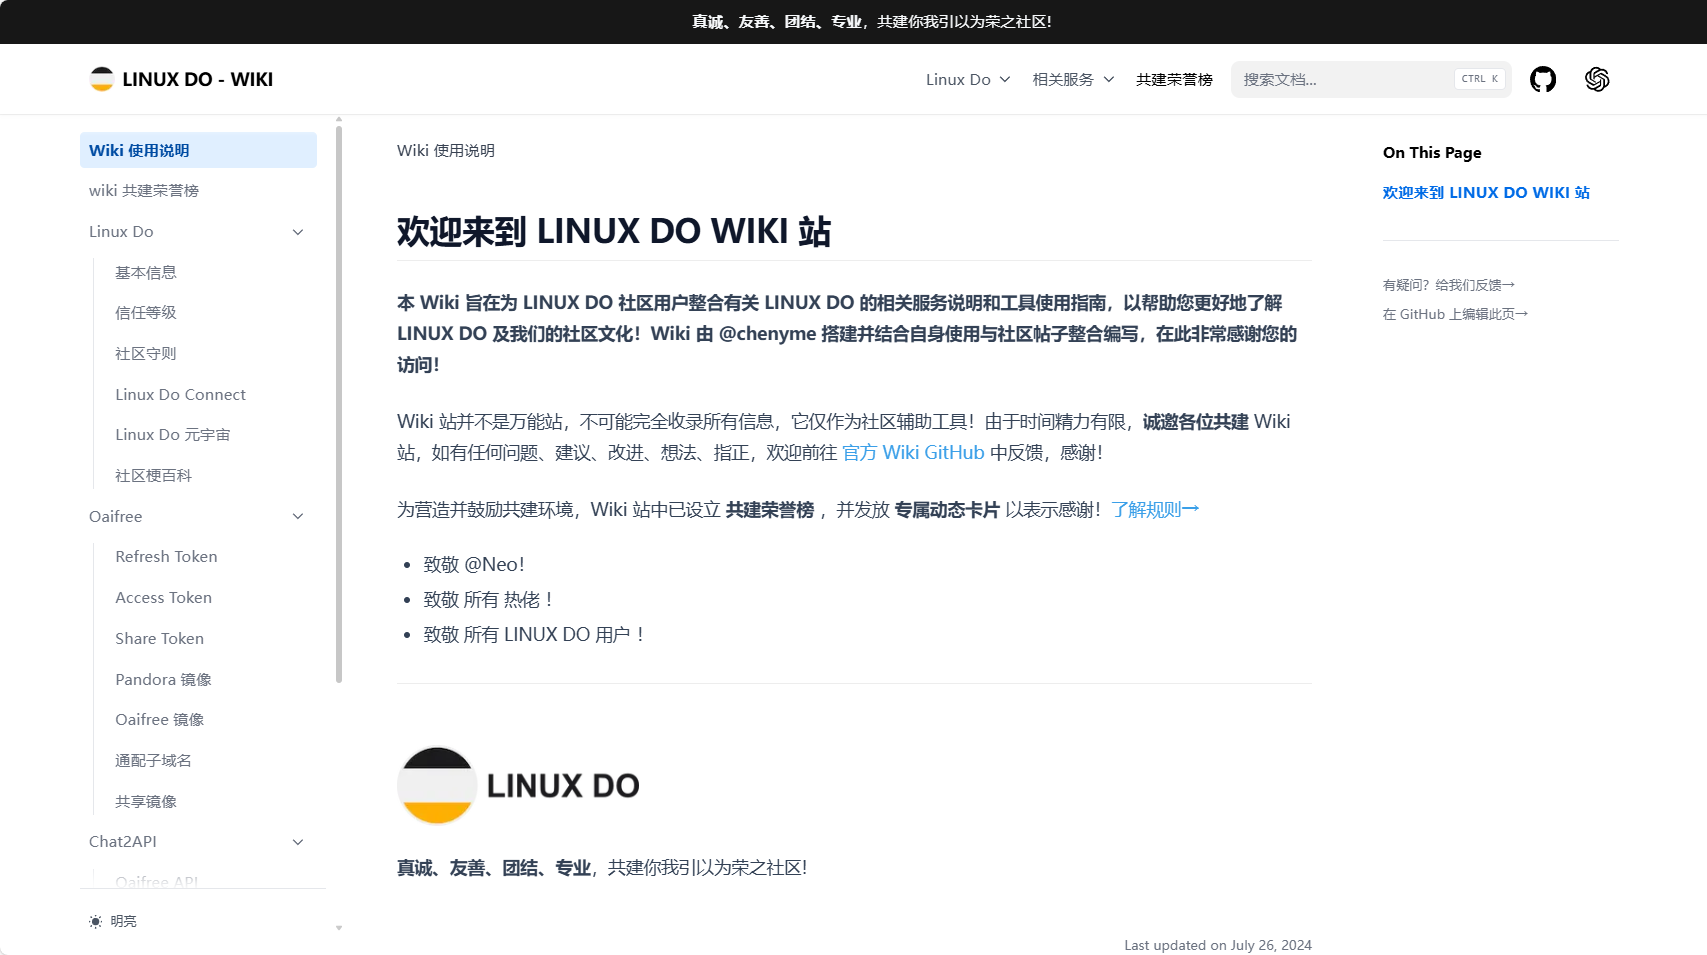 真诚、友善、团结、专业，共建你我引以为荣之社区!
LINUX DO - WIKI
Linux Do
相关服务
共建荣誉榜
搜索文档...
CTRL K
Wiki 使用说明
wiki 共建荣誉榜
Linux Do
基本信息
信任等级
社区守则
Linux Do Connect
Linux Do 元宇宙
社区梗百科
Oaifree
Refresh Token
Access Token
Share Token
Pandora 镜像
Oaifree 镜像
通配子域名
共享镜像
Chat2API
Oaifree API
明亮
Wiki 使用说明
欢迎来到 LINUX DO WIKI 站
本 Wiki 旨在为 LINUX DO 社区用户整合有关 LINUX DO 的相关服务说明和工具使用指南，以帮助您更好地了解
LINUX DO 及我们的社区文化！Wiki 由 @chenyme 搭建并结合自身使用与社区帖子整合编写，在此非常感谢您的
访问！
Wiki 站并不是万能站，不可能完全收录所有信息，它仅作为社区辅助工具！由于时间精力有限，诚邀各位共建 Wiki
站，如有任何问题、建议、改进、想法、指正，欢迎前往 官方 Wiki GitHub 中反馈，感谢！
为营造并鼓励共建环境，Wiki 站中已设立 共建荣誉榜 ，并发放 专属动态卡片 以表示感谢！了解规则→
• 致敬 @Neo！
• 致敬 所有 热佬 ！
• 致敬 所有 LINUX DO 用户 ！
LINUX DO
真诚、友善、团结、专业，共建你我引以为荣之社区!
Last updated on July 26, 2024
On This Page
欢迎来到 LINUX DO WIKI 站
有疑问？给我们反馈→
在 GitHub 上编辑此页→